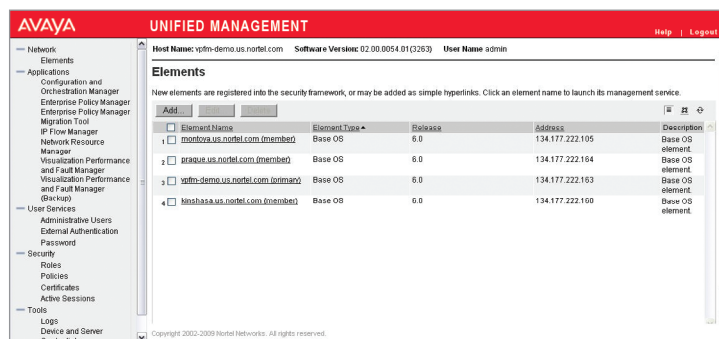 AVAYA
UNIFIED MANAGEMENT
Help | Logout
Network
Elements
Applications
Configuration and
Orchestration Manager
Enterprise Policy Manager
Enterprise Policy Manager
Migration Tool
IP Flow Manager
Network Resource
Manager
Visualization Performance
and Fault Manager
Visualization Performance
and Fault Manager
(Backup)
User Services
Administrative Users
External Authentication
Password
Security
Roles
Policies
Certificates
Active Sessions
Tools
Logs
Device and Server
Host Name: vpfm-demo.us.nortel.com Software Version: 02.00.0054.01(3263) User Name admin
Elements
New elements are registered into the security framework, or may be added as simple hyperlinks. Click an element name to launch its management service.
Add... Edit... Delete
Element Name Element Type Release Address Description
1 montoya.us.nortel.com (member) Base OS 6.0 134.177.222.105 Base OS
element.
2 prague.us.nortel.com (member) Base OS 6.0 134.177.222.164 Base OS
element.
3 vpfm-demo.us.nortel.com (primary) Base OS 6.0 134.177.222.163 Base OS
element.
4 kinshasa.us.nortel.com (member) Base OS 6.0 134.177.222.160 Base OS
element.
Copyright 2002-2009 Nortel Networks. All rights reserved.